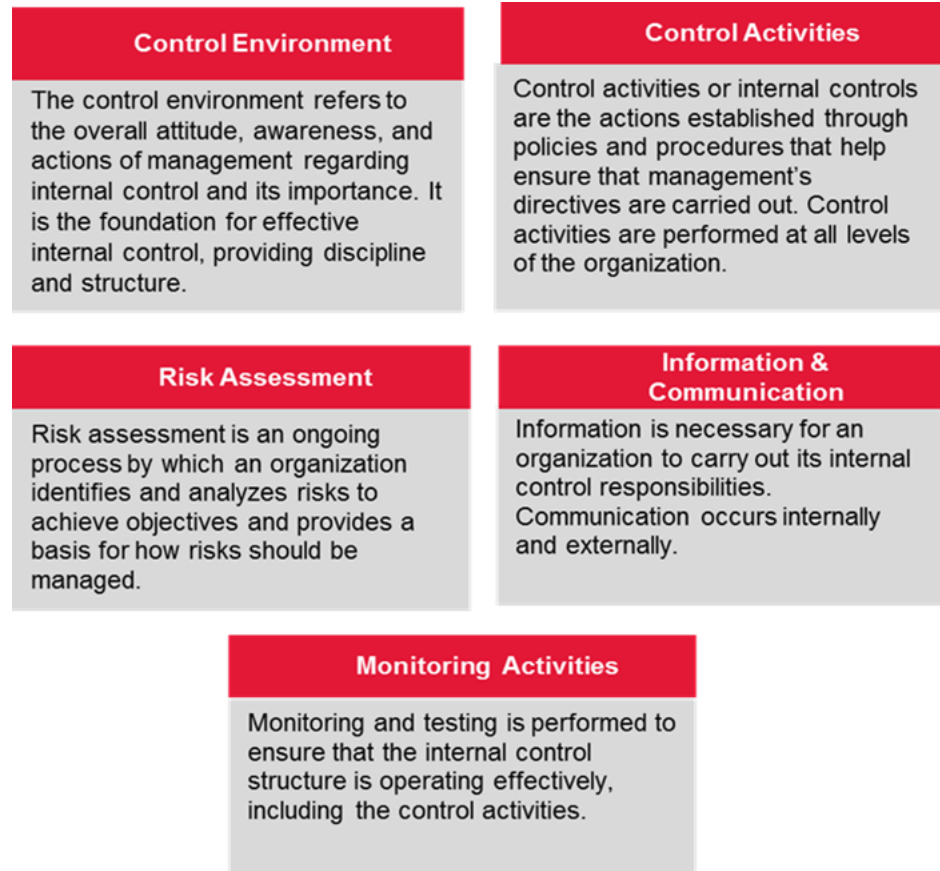 Control Environment
The control environment refers to
the overall attitude, awareness, and
actions of management regarding
internal control and its importance. It
is the foundation for effective
internal control, providing discipline
and structure.
Control Activities
Control activities or internal controls
are the actions established through
policies and procedures that help
ensure that management’s
directives are carried out. Control
activities are performed at all levels
of the organization.
Risk Assessment
Risk assessment is an ongoing
process by which an organization
identifies and analyzes risks to
achieve objectives and provides a
basis for how risks should be
managed.
Information &
Communication
Information is necessary for an
organization to carry out its internal
control responsibilities.
Communication occurs internally
and externally.
Monitoring Activities
Monitoring and testing is performed to
ensure that the internal control
structure is operating effectively,
including the control activities.